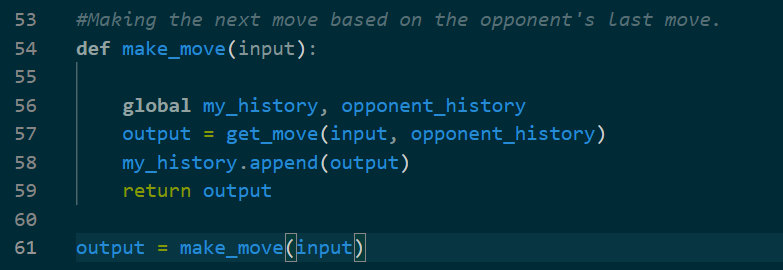 53 #Making the next move based on the opponent's last move.
54 def make_move(input):
55
56 global my_history, opponent_history
57 output = get_move(input, opponent_history)
58 my_history.append(output)
59 return output
60
61 output = make_move(input)